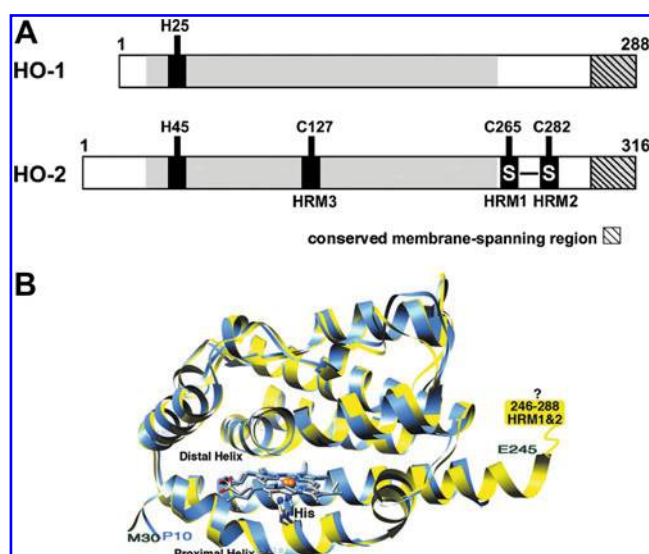 A
H25
1
288
HO-1
H45
C127
C265
C282
1
316
HO-2
S
S
HRM3
HRM1
HRM2
conserved membrane-spanning region
B
?
246-288
HRM1&2
E245
Distal Helix
His
M30
P10
Proximal Helix